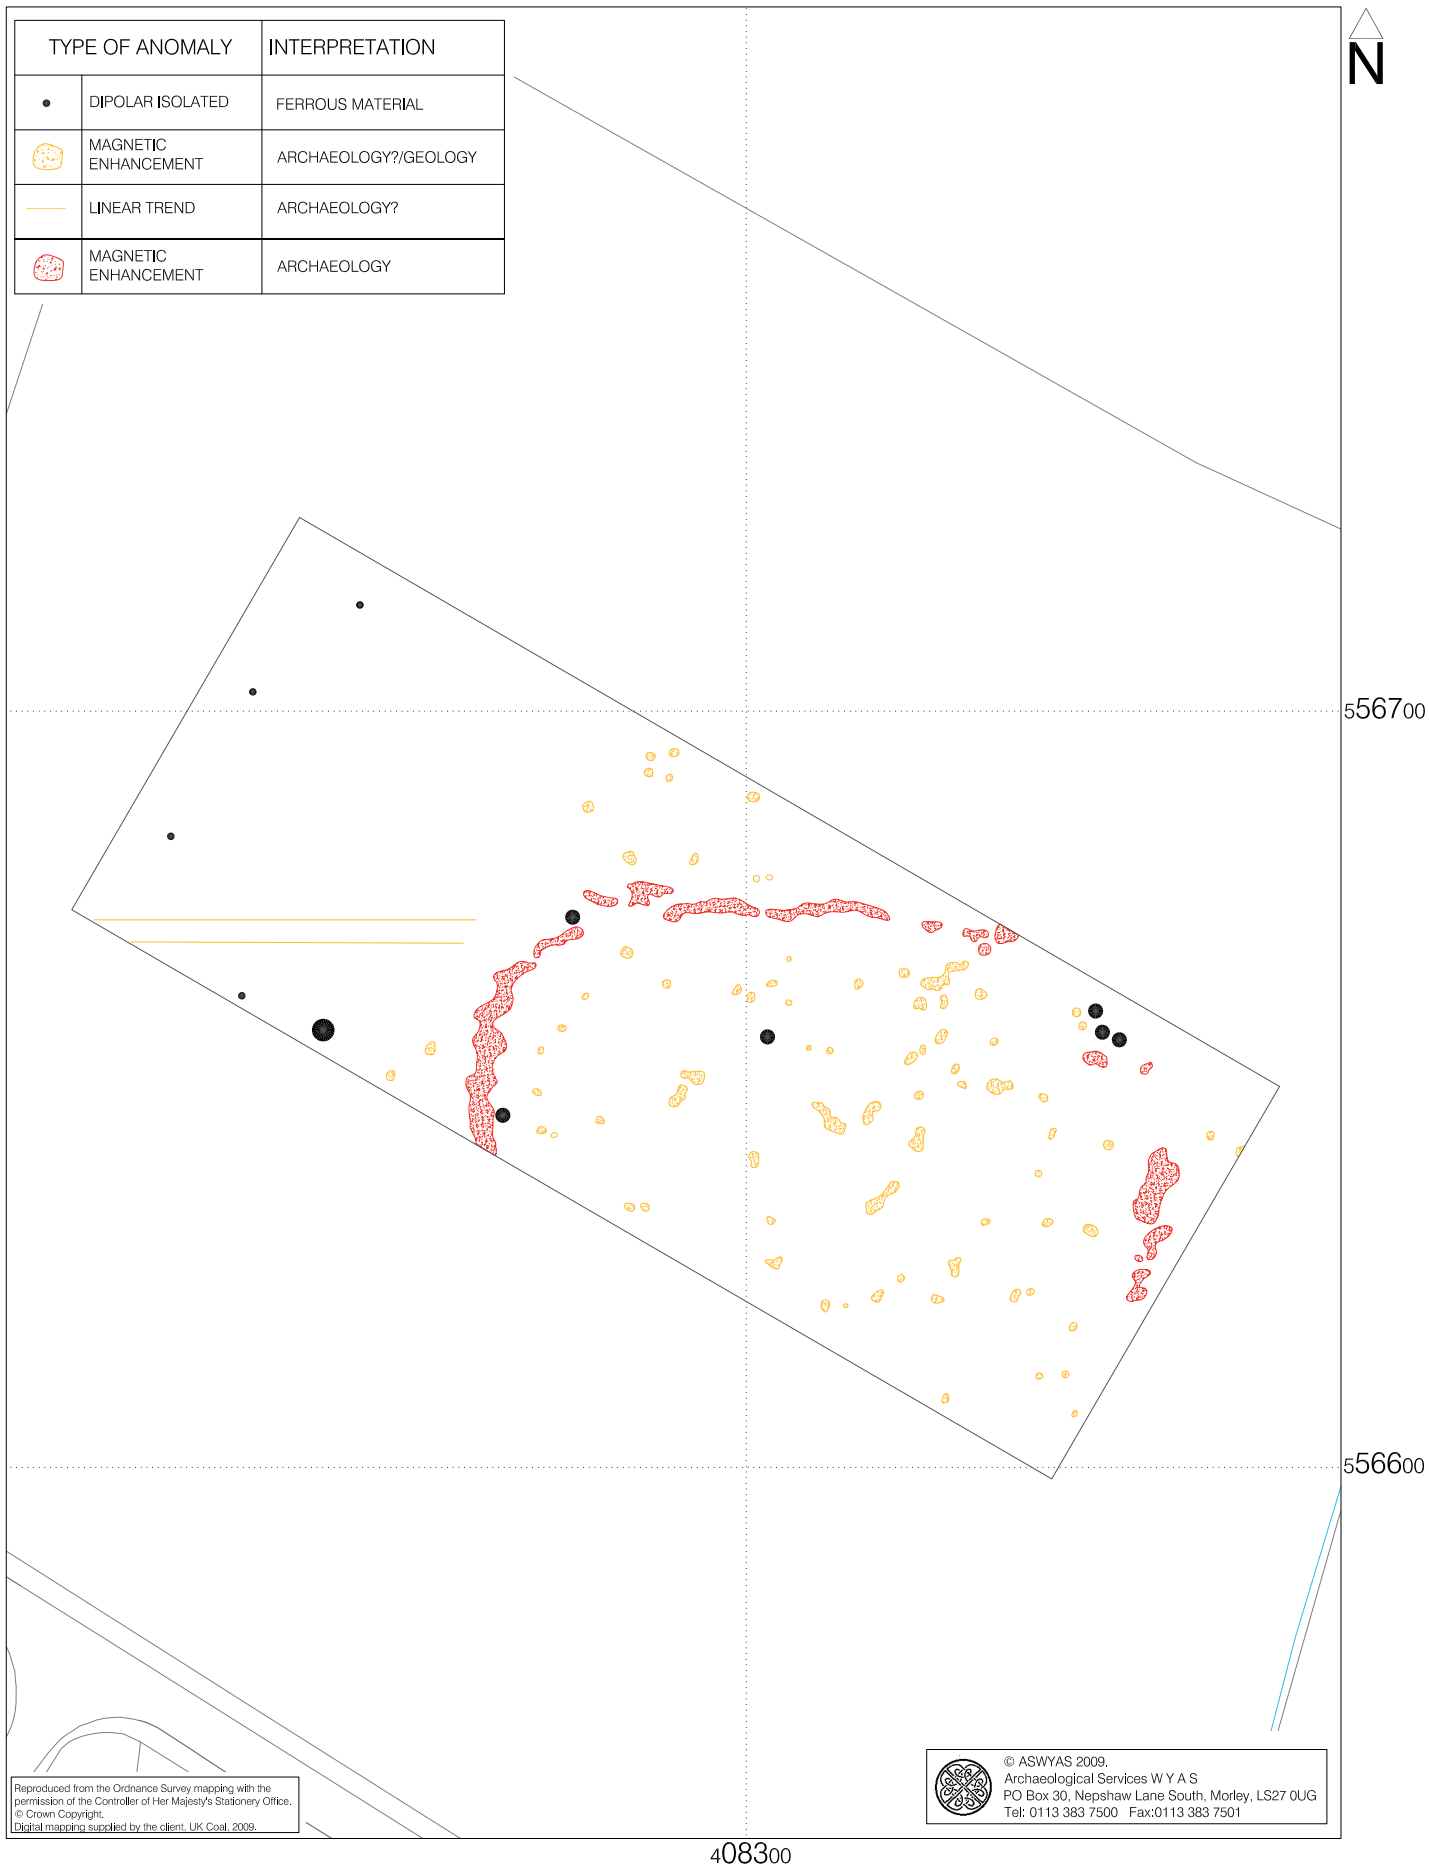 TYPE OF ANOMALY INTERPRETATION
DIPOLAR ISOLATED FERROUS MATERIAL
MAGNETIC
ENHANCEMENT
ARCHAEOLOGY?/GEOLOGY
LINEAR TREND ARCHAEOLOGY?
MAGNETIC
ENHANCEMENT
ARCHAEOLOGY
N
556700
556600
Reproduced from the Ordnance Survey mapping with the
permission of the Controller of Her Majesty's Stationery Office.
© Crown Copyright.
Digital mapping supplied by the client, UK Coal, 2009.
© ASWYAS 2009.
Archaeological Services W Y A S
PO Box 30, Nepshaw Lane South, Morley, LS27 0UG
Tel: 0113 383 7500 Fax:0113 383 7501
408300